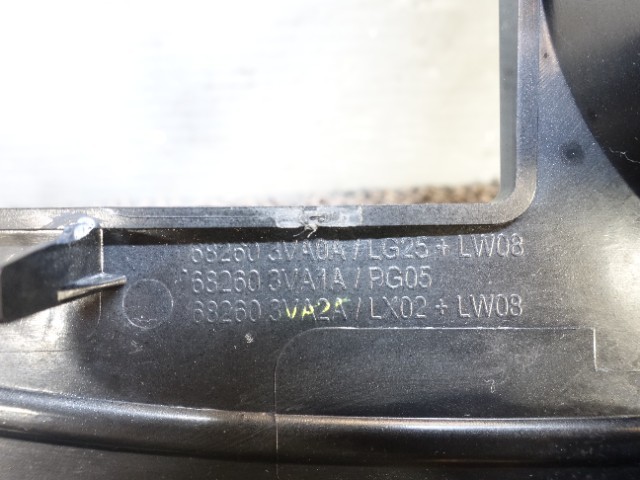 68260 3VA0A / LG25 + LW08
68260 3VA1A / PG05
68260 3VA2A / LX02 + LW08